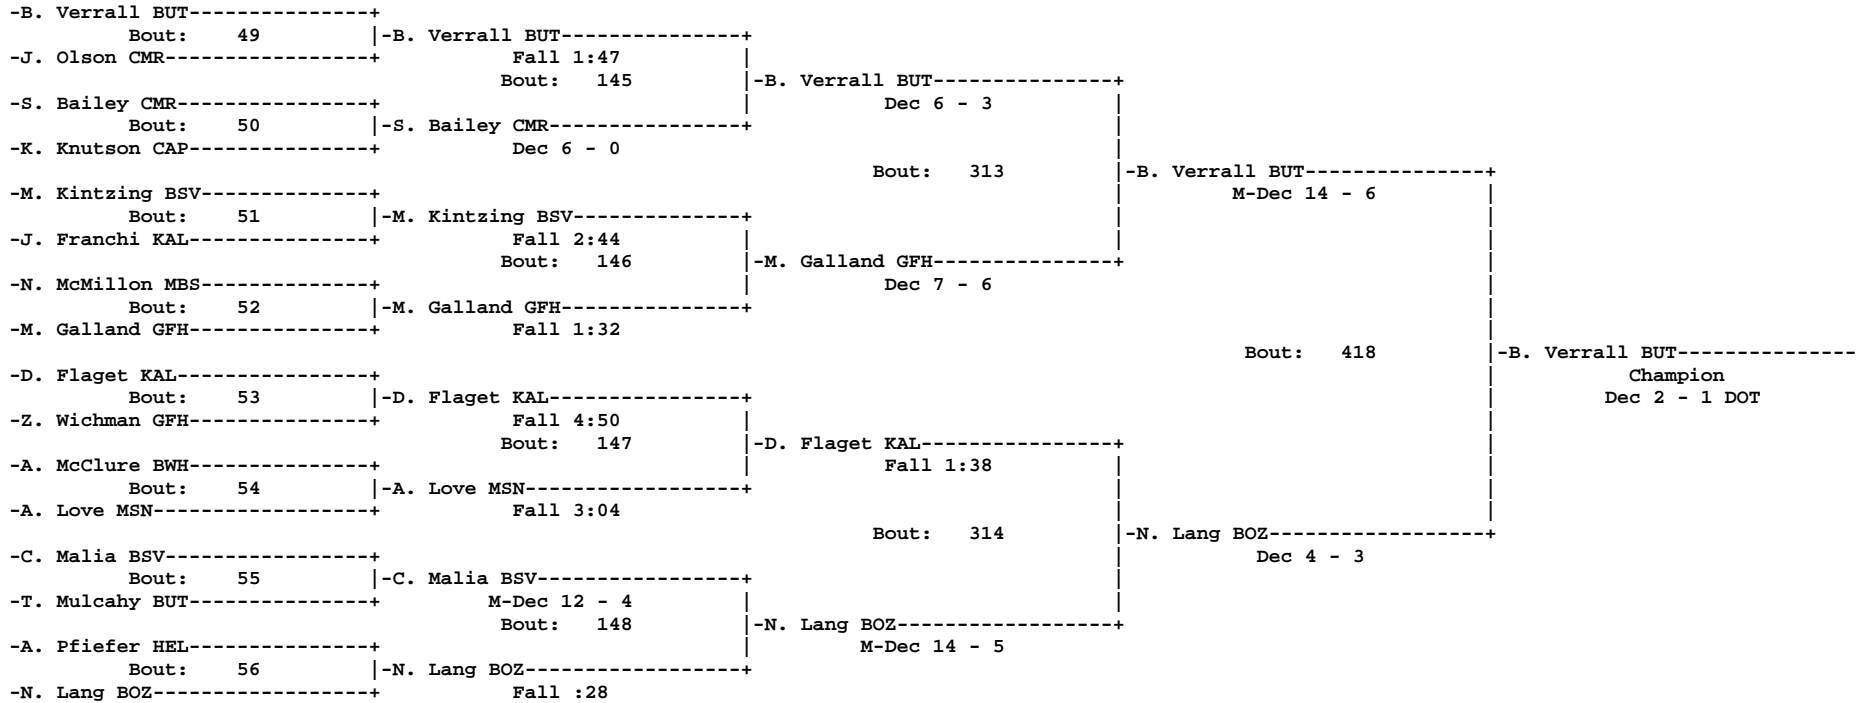 -B. Verrall BUT---------------+
Bout: 49 |-B. Verrall BUT---------------+
-J. Olson CMR-----------------+ Fall 1:47 |
Bout: 145 |-B. Verrall BUT---------------+
-S. Bailey CMR----------------+ | Dec 6 - 3 |
Bout: 50 |-S. Bailey CMR----------------+ |
-K. Knutson CAP---------------+ Dec 6 - 0 |
Bout: 313 |-B. Verrall BUT---------------+
-M. Kintzing BSV--------------+ | M-Dec 14 - 6 |
Bout: 51 |-M. Kintzing BSV--------------+ | |
-J. Franchi KAL---------------+ Fall 2:44 | | |
Bout: 146 |-M. Galland GFH---------------+ |
-N. McMillon MBS--------------+ | Dec 7 - 6 |
Bout: 52 |-M. Galland GFH---------------+ |
-M. Galland GFH---------------+ Fall 1:32 |
Bout: 418 |-B. Verrall BUT---------------
-D. Flaget KAL----------------+ | Champion
Bout: 53 |-D. Flaget KAL----------------+ | Dec 2 - 1 DOT
-Z. Wichman GFH---------------+ Fall 4:50 | |
Bout: 147 |-D. Flaget KAL----------------+ |
-A. McClure BWH---------------+ | Fall 1:38 | |
Bout: 54 |-A. Love MSN------------------+ | |
-A. Love MSN------------------+ Fall 3:04 | |
Bout: 314 |-N. Lang BOZ------------------+
-C. Malia BSV-----------------+ | Dec 4 - 3
Bout: 55 |-C. Malia BSV-----------------+ |
-T. Mulcahy BUT---------------+ M-Dec 12 - 4 | |
Bout: 148 |-N. Lang BOZ------------------+
-A. Pfiefer HEL---------------+ | M-Dec 14 - 5
Bout: 56 |-N. Lang BOZ------------------+
-N. Lang BOZ------------------+ Fall :28